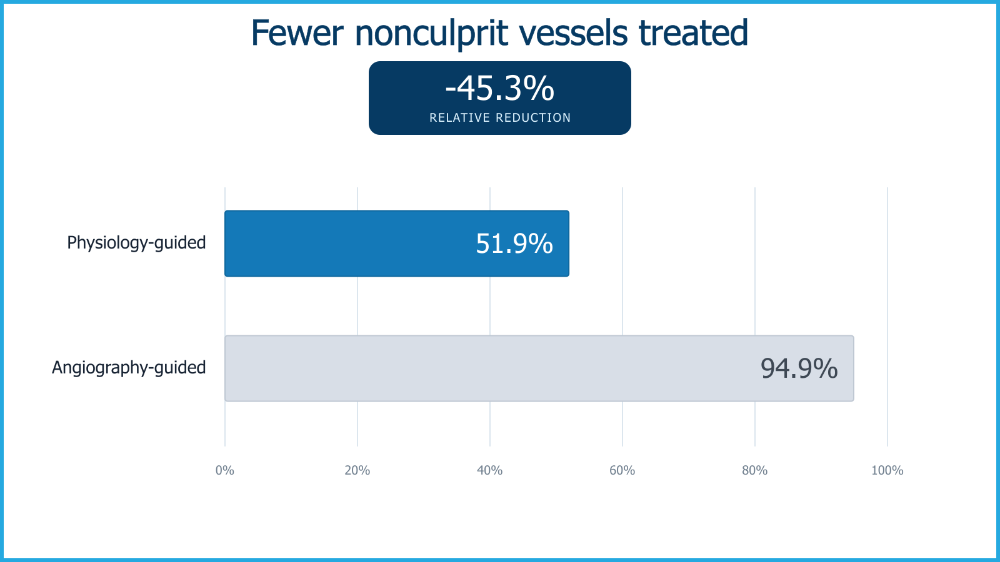 Fewer nonculprit vessels treated
-45.3%
RELATIVE REDUCTION
Physiology-guided
51.9%
Angiography-guided
94.9%
0%
20%
40%
60%
80%
100%